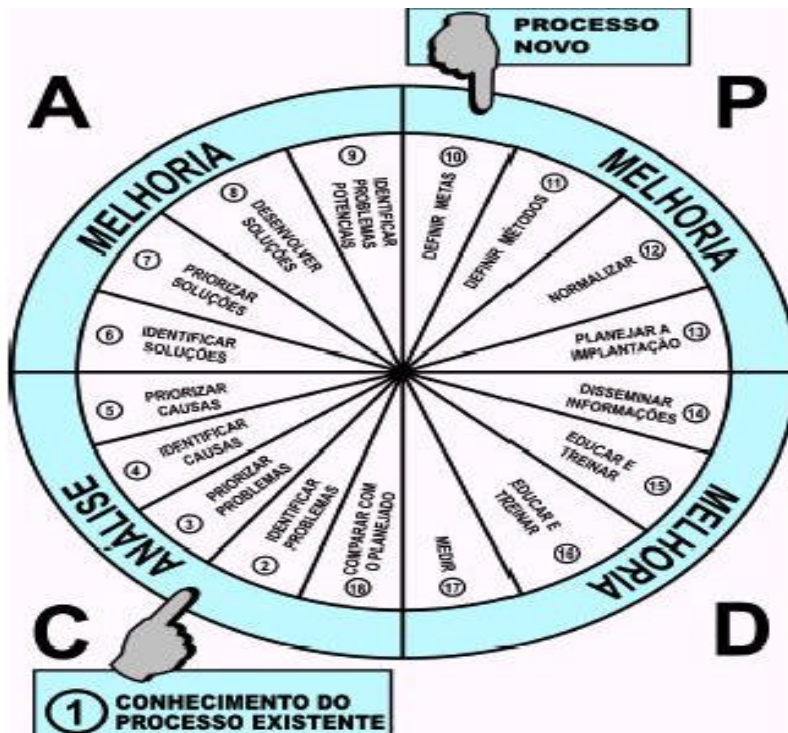 PROCESSO
NOVO
A
P
MELHORIA
MELHORIA
9
IDENTIFICAR
PROBLEMAS
POTENCIAIS
10
DEFINIR METAS
11
DEFINIR MÉTODOS
12
NORMALIZAR
13
PLANEJAR A
IMPLANTAÇÃO
14
DISSEMINAR
INFORMAÇÕES
15
EDUCAR E
TREINAR
16
EDUCAR E
TREINAR
17
MEDIR
18
COMPARAR COM
O PLANEJADO
2
IDENTIFICAR
PROBLEMAS
3
PRIORIZAR
PROBLEMAS
4
IDENTIFICAR
CAUSAS
5
PRIORIZAR
CAUSAS
6
IDENTIFICAR
SOLUÇÕES
7
PRIORIZAR
SOLUÇÕES
8
DESENVOLVER
SOLUÇÕES
ANÁLISE
MELHORIA
C
D
1
CONHECIMENTO DO
PROCESSO EXISTENTE